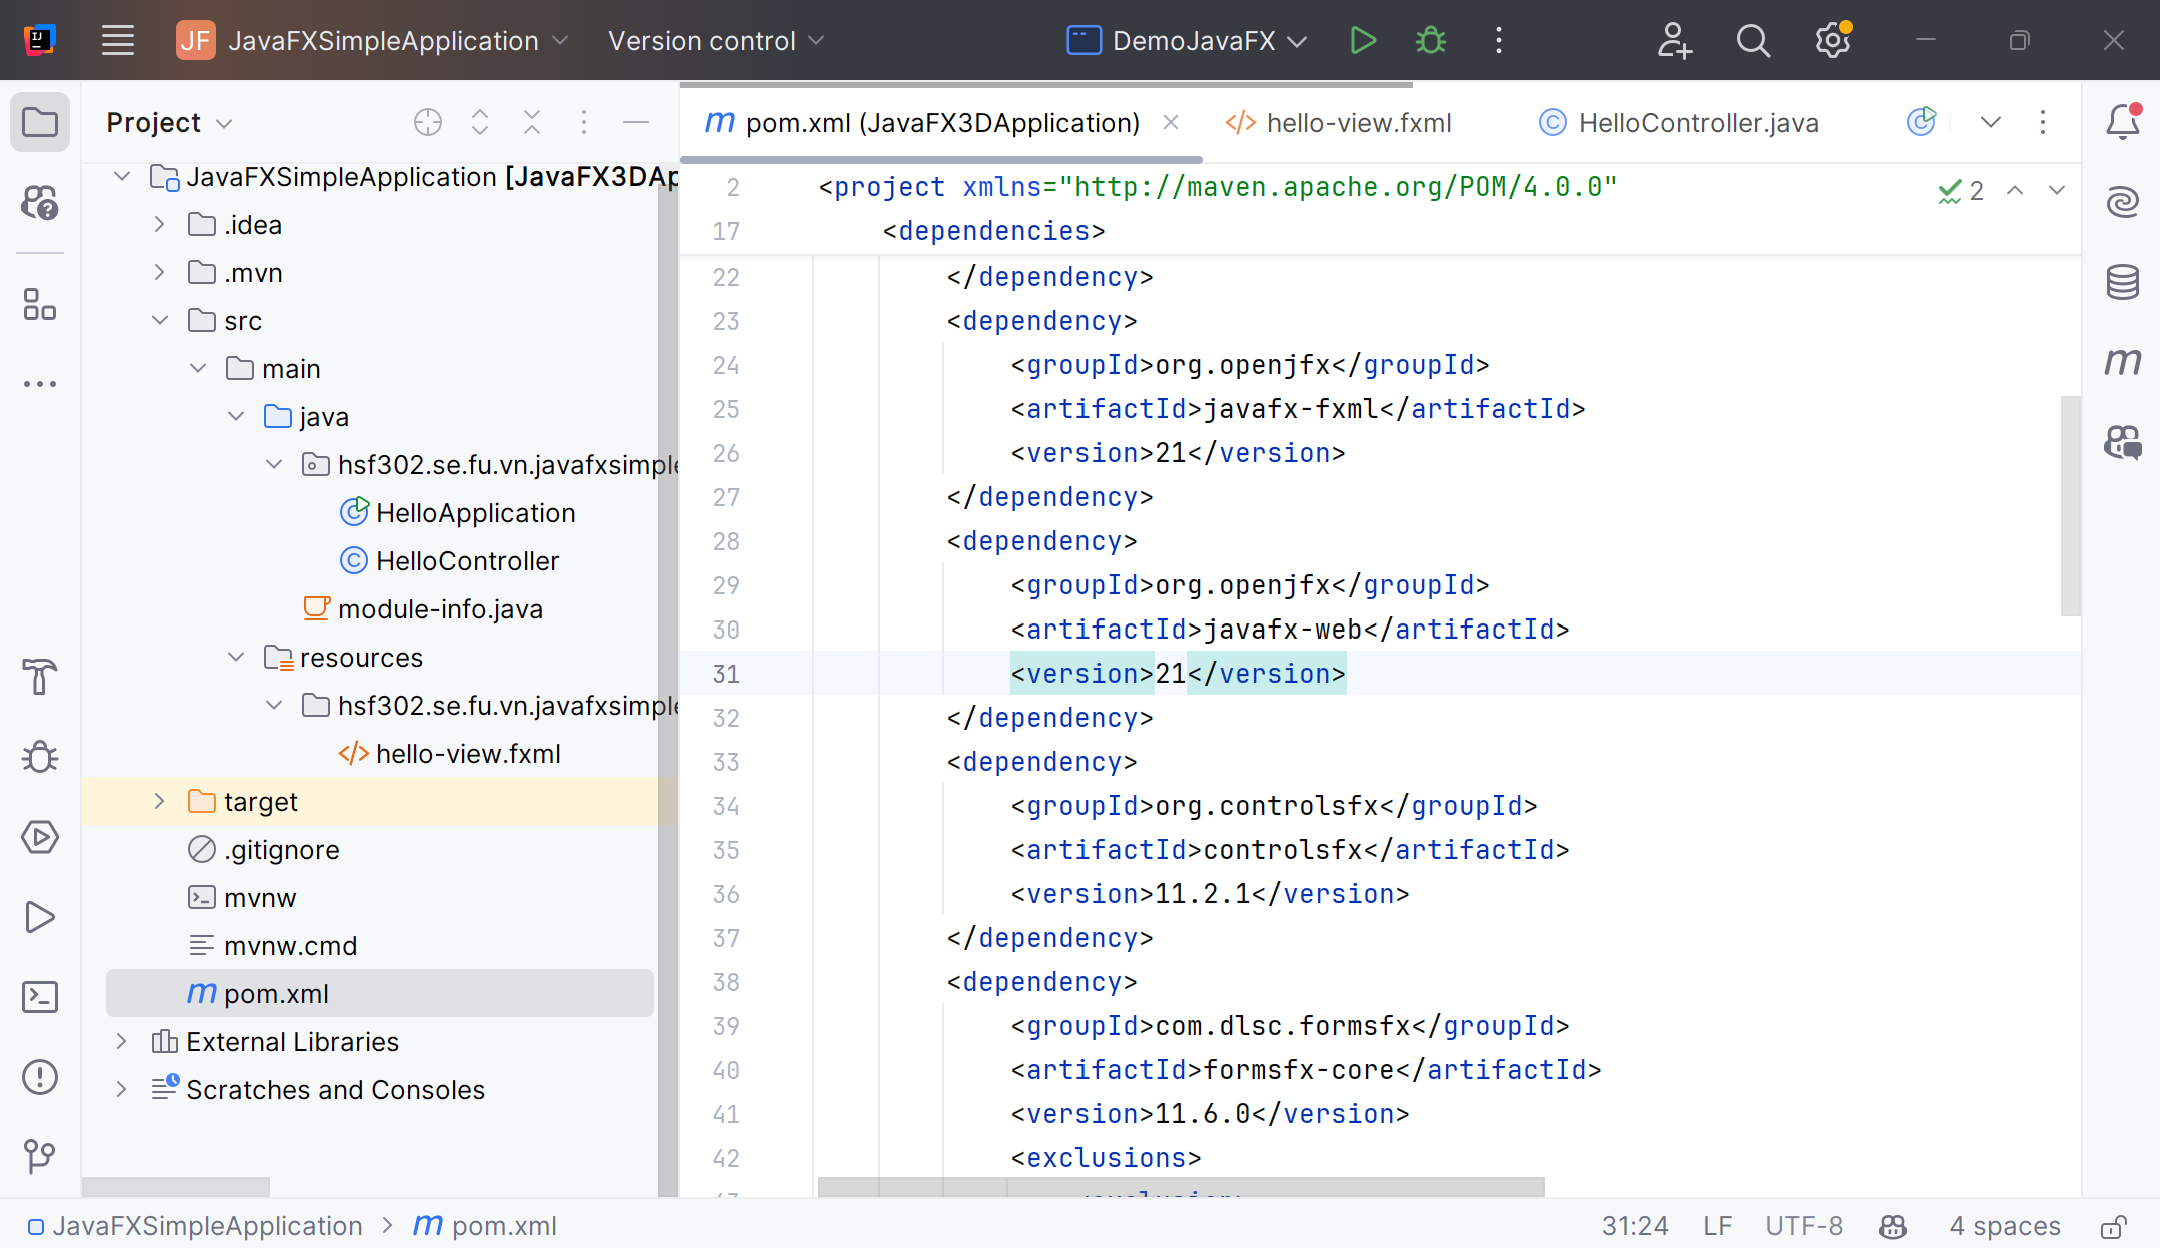 JF JavaFXSimpleApplication Version control DemoJavaFX
Project
JavaFXSimpleApplication [JavaFX3DAp
.idea
.mvn
src
main
java
hsf302.se.fu.vn.javafxsimple
HelloApplication
HelloController
module-info.java
resources
hsf302.se.fu.vn.javafxsimple
hello-view.fxml
target
.gitignore
mvnw
mvnw.cmd
pom.xml
External Libraries
Scratches and Consoles
pom.xml (JavaFX3DApplication) hello-view.fxml HelloController.java
2 <project xmlns="http://maven.apache.org/POM/4.0.0" 2
17 <dependencies>
22 </dependency>
23 <dependency>
24 <groupId>org.openjfx</groupId>
25 <artifactId>javafx-fxml</artifactId>
26 <version>21</version>
27 </dependency>
28 <dependency>
29 <groupId>org.openjfx</groupId>
30 <artifactId>javafx-web</artifactId>
31 <version>21</version>
32 </dependency>
33 <dependency>
34 <groupId>org.controlsfx</groupId>
35 <artifactId>controlsfx</artifactId>
36 <version>11.2.1</version>
37 </dependency>
38 <dependency>
39 <groupId>com.dlsc.formsfx</groupId>
40 <artifactId>formsfx-core</artifactId>
41 <version>11.6.0</version>
42 <exclusions>
JavaFXSimpleApplication > pom.xml 31:24 LF UTF-8 4 spaces